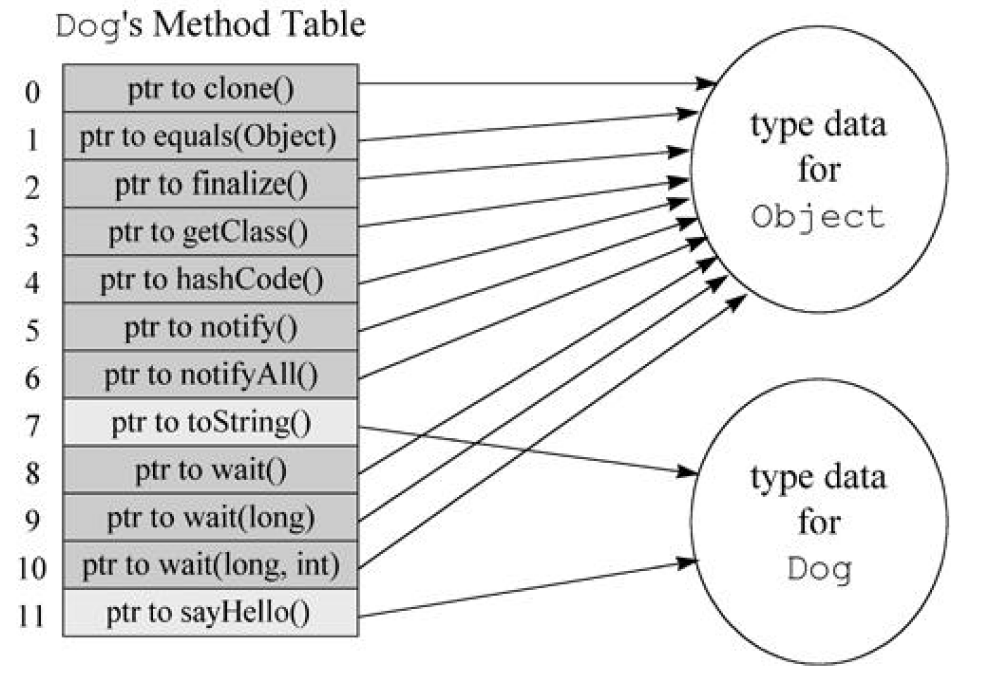 Dog's Method Table
0 ptr to clone()
1 ptr to equals(Object)
2 ptr to finalize()
3 ptr to getClass()
4 ptr to hashCode()
5 ptr to notify()
6 ptr to notifyAll()
7 ptr to toString()
8 ptr to wait()
9 ptr to wait(long)
10 ptr to wait(long, int)
11 ptr to sayHello()
type data
for
Object
type data
for
Dog